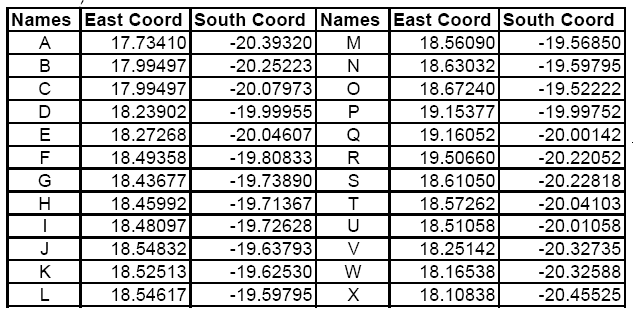 Names East Coord South Coord Names East Coord South Coord
A 17.73410 -20.39320 M 18.56090 -19.56850
B 17.99497 -20.25223 N 18.63032 -19.59795
C 17.99497 -20.07973 O 18.67240 -19.52222
D 18.23902 -19.99955 P 19.15377 -19.99752
E 18.27268 -20.04607 Q 19.16052 -20.00142
F 18.49358 -19.80833 R 19.50660 -20.22052
G 18.43677 -19.73890 S 18.61050 -20.22818
H 18.45992 -19.71367 T 18.57262 -20.04103
I 18.48097 -19.72628 U 18.51058 -20.01058
J 18.54832 -19.63793 V 18.25142 -20.32735
K 18.52513 -19.62530 W 18.16538 -20.32588
L 18.54617 -19.59795 X 18.10838 -20.45525